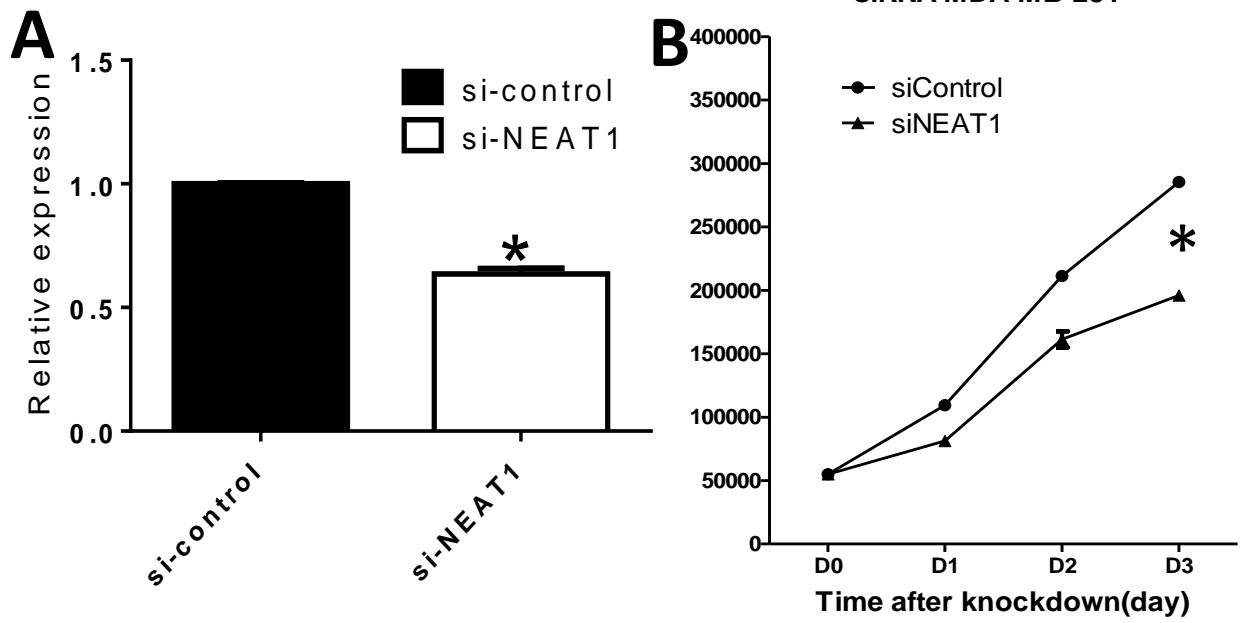 A
Relative expression
1.5
1.0
0.5
0.0
si-control
si-NEAT1
*
si-control
si-NEAT1
B
400000
350000
300000
250000
200000
150000
100000
50000
0
siControl
siNEAT1
*
D0 D1 D2 D3
Time after knockdown(day)